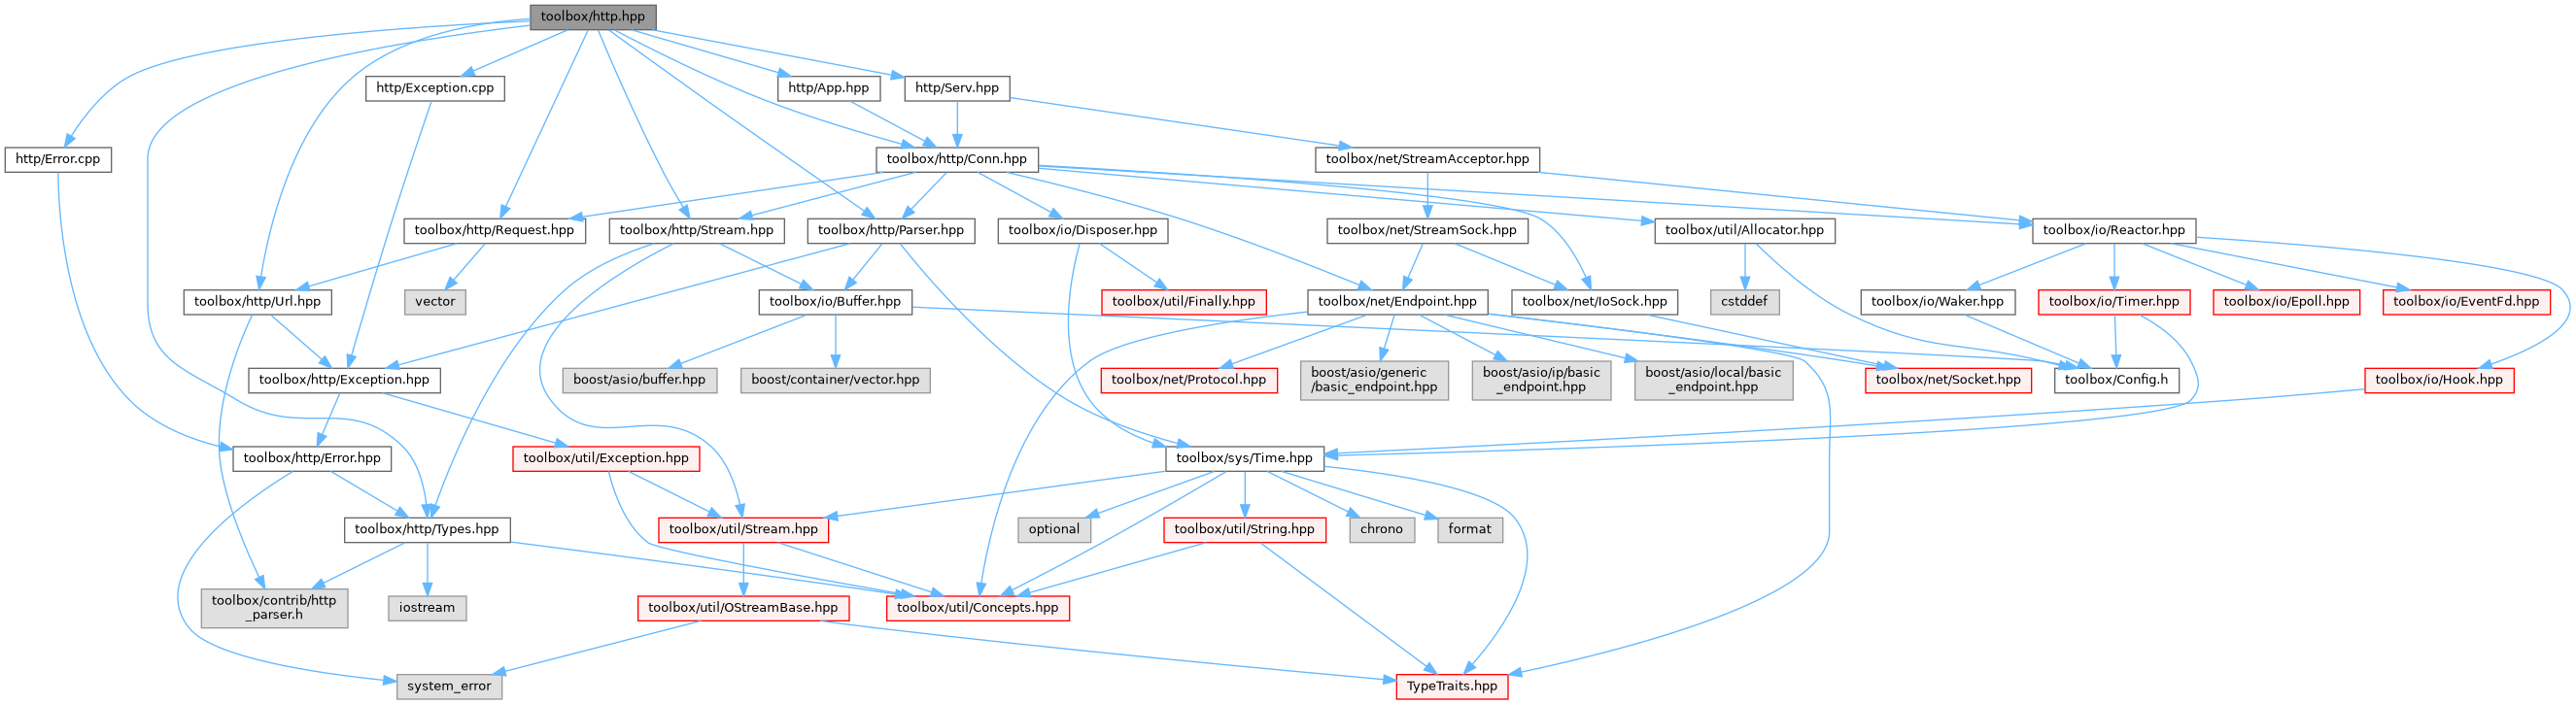 toolbox/http.hpp
http/Exception.cpp
http/App.hpp
http/Serv.hpp
http/Error.cpp
toolbox/http/Conn.hpp
toolbox/net/StreamAcceptor.hpp
toolbox/http/Request.hpp
toolbox/http/Stream.hpp
toolbox/http/Parser.hpp
toolbox/io/Disposer.hpp
toolbox/net/StreamSock.hpp
toolbox/util/Allocator.hpp
toolbox/io/Reactor.hpp
toolbox/http/Url.hpp
vector
toolbox/io/Buffer.hpp
toolbox/util/Finally.hpp
toolbox/net/Endpoint.hpp
toolbox/net/IoSock.hpp
cstddef
toolbox/io/Waker.hpp
toolbox/io/Timer.hpp
toolbox/io/Epoll.hpp
toolbox/io/EventFd.hpp
toolbox/http/Exception.hpp
boost/asio/buffer.hpp
boost/container/vector.hpp
toolbox/net/Protocol.hpp
boost/asio/generic
/basic_endpoint.hpp
boost/asio/ip/basic
_endpoint.hpp
boost/asio/local/basic
_endpoint.hpp
toolbox/net/Socket.hpp
toolbox/Config.h
toolbox/io/Hook.hpp
toolbox/http/Error.hpp
toolbox/util/Exception.hpp
toolbox/sys/Time.hpp
toolbox/http/Types.hpp
toolbox/util/Stream.hpp
optional
toolbox/util/String.hpp
chrono
format
toolbox/contrib/http
_parser.h
iostream
toolbox/util/OStreamBase.hpp
toolbox/util/Concepts.hpp
system_error
TypeTraits.hpp